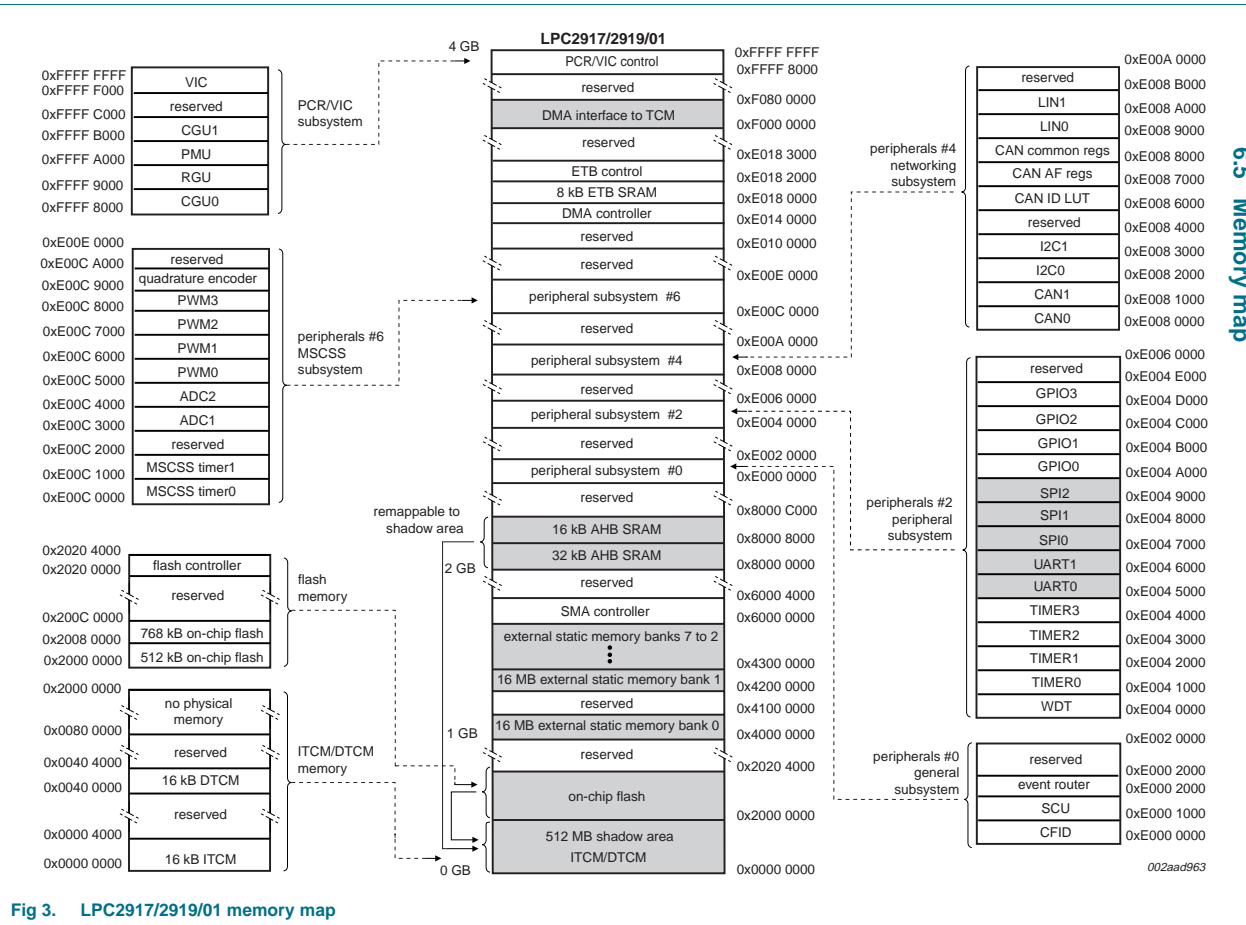 6.5 Memory map
LPC2917/2919/01
4 GB
0xFFFF FFFF
PCR/VIC control
0xFFFF 8000
reserved
0xF080 0000
DMA interface to TCM
0xF000 0000
reserved
0xE018 3000
ETB control
0xE018 2000
8 kB ETB SRAM
0xE018 0000
DMA controller
0xE014 0000
reserved
0xE010 0000
reserved
0xE00E 0000
peripheral subsystem #6
0xE00C 0000
reserved
0xE00A 0000
peripheral subsystem #4
0xE008 0000
reserved
0xE006 0000
peripheral subsystem #2
0xE004 0000
reserved
0xE002 0000
peripheral subsystem #0
0xE000 0000
reserved
0x8000 C000
16 kB AHB SRAM
0x8000 8000
32 kB AHB SRAM
0x8000 0000
2 GB
reserved
0x6000 4000
SMA controller
0x6000 0000
external static memory banks 7 to 2
0x4300 0000
16 MB external static memory bank 1
0x4200 0000
reserved
0x4100 0000
16 MB external static memory bank 0
0x4000 0000
1 GB
reserved
0x2020 4000
on-chip flash
0x2000 0000
512 MB shadow area
ITCM/DTCM
0x0000 0000
0 GB
remappable to
shadow area
0xFFFF FFFF
VIC
0xFFFF F000
reserved
0xFFFF C000
CGU1
0xFFFF B000
PMU
0xFFFF A000
RGU
0xFFFF 9000
CGU0
0xFFFF 8000
PCR/VIC
subsystem
0xE00E 0000
reserved
0xE00C A000
quadrature encoder
0xE00C 9000
PWM3
0xE00C 8000
PWM2
0xE00C 7000
PWM1
0xE00C 6000
PWM0
0xE00C 5000
ADC2
0xE00C 4000
ADC1
0xE00C 3000
reserved
0xE00C 2000
MSCSS timer1
0xE00C 1000
MSCSS timer0
0xE00C 0000
peripherals #6
MSCSS
subsystem
0x2020 4000
flash controller
0x2020 0000
reserved
0x200C 0000
768 kB on-chip flash
0x2008 0000
512 kB on-chip flash
0x2000 0000
flash
memory
0x2000 0000
no physical
memory
0x0080 0000
reserved
0x0040 4000
16 kB DTCM
0x0040 0000
reserved
0x0000 4000
16 kB ITCM
0x0000 0000
ITCM/DTCM
memory
0xE00A 0000
reserved
0xE008 B000
LIN1
0xE008 A000
LIN0
0xE008 9000
CAN common regs
0xE008 8000
CAN AF regs
0xE008 7000
CAN ID LUT
0xE008 6000
reserved
0xE008 4000
I2C1
0xE008 3000
I2C0
0xE008 2000
CAN1
0xE008 1000
CAN0
0xE008 0000
peripherals #4
networking
subsystem
0xE006 0000
reserved
0xE004 E000
GPIO3
0xE004 D000
GPIO2
0xE004 C000
GPIO1
0xE004 B000
GPIO0
0xE004 A000
SPI2
0xE004 9000
SPI1
0xE004 8000
SPI0
0xE004 7000
UART1
0xE004 6000
UART0
0xE004 5000
TIMER3
0xE004 4000
TIMER2
0xE004 3000
TIMER1
0xE004 2000
TIMER0
0xE004 1000
WDT
0xE004 0000
peripherals #2
peripheral
subsystem
0xE002 0000
reserved
0xE000 2000
event router
0xE000 2000
SCU
0xE000 1000
CFID
0xE000 0000
peripherals #0
general
subsystem
002aad963
Fig 3. LPC2917/2919/01 memory map